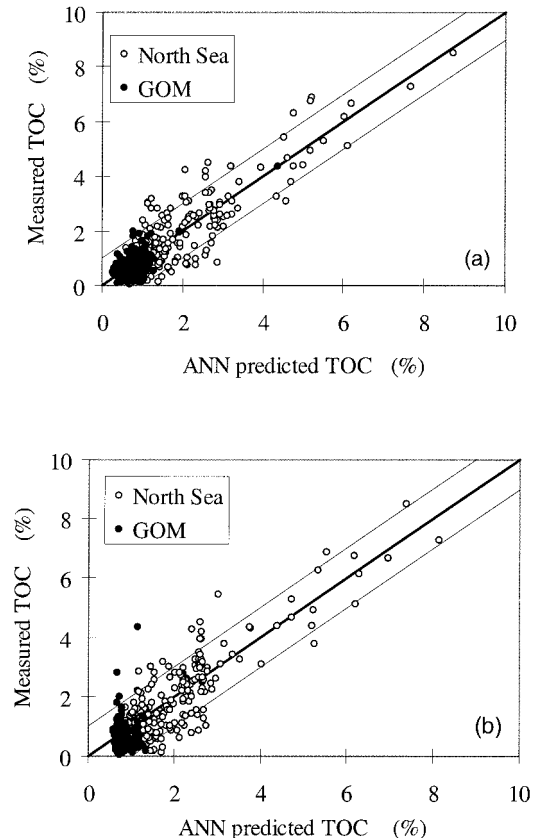 10
8
6
4
2
0
Measured TOC (%)
North Sea
GOM
(a)
0 2 4 6 8 10
ANN predicted TOC (%)
10
8
6
4
2
0
Measured TOC (%)
North Sea
GOM
(b)
0 2 4 6 8 10
ANN predicted TOC (%)